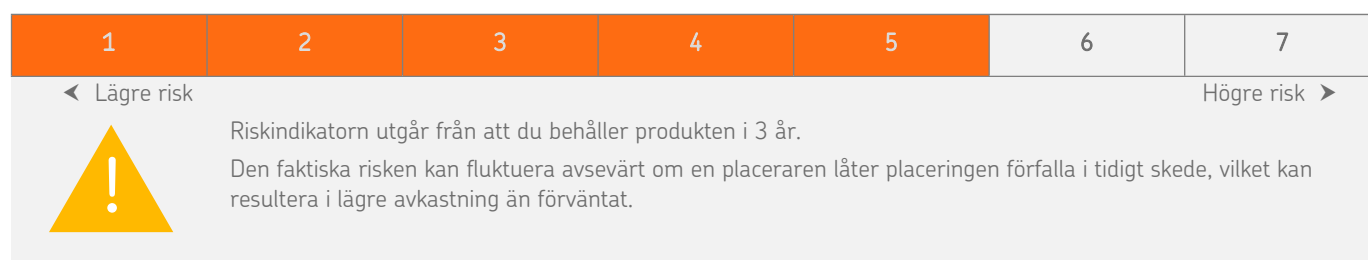 1 2 3 4 5 6 7
⮜ Lägre risk Högre risk ⮞
Riskindikatorn utgår från att du behåller produkten i 3 år.
Den faktiska risken kan fluktuera avsevärt om en placeraren låter placeringen förfalla i tidigt skede, vilket kan
resultera i lägre avkastning än förväntat.